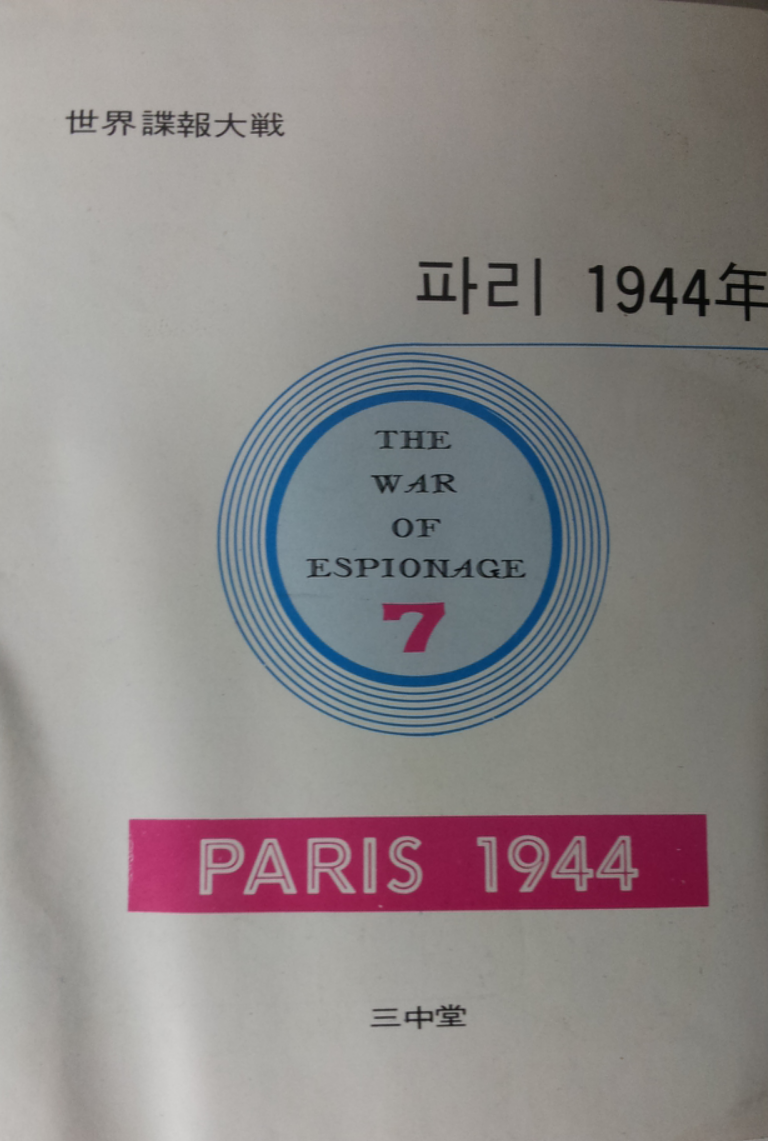 世界諜報大戦
파리 1944年
THE
WAR
OF
ESPIONAGE
7
PARIS 1944
三中堂